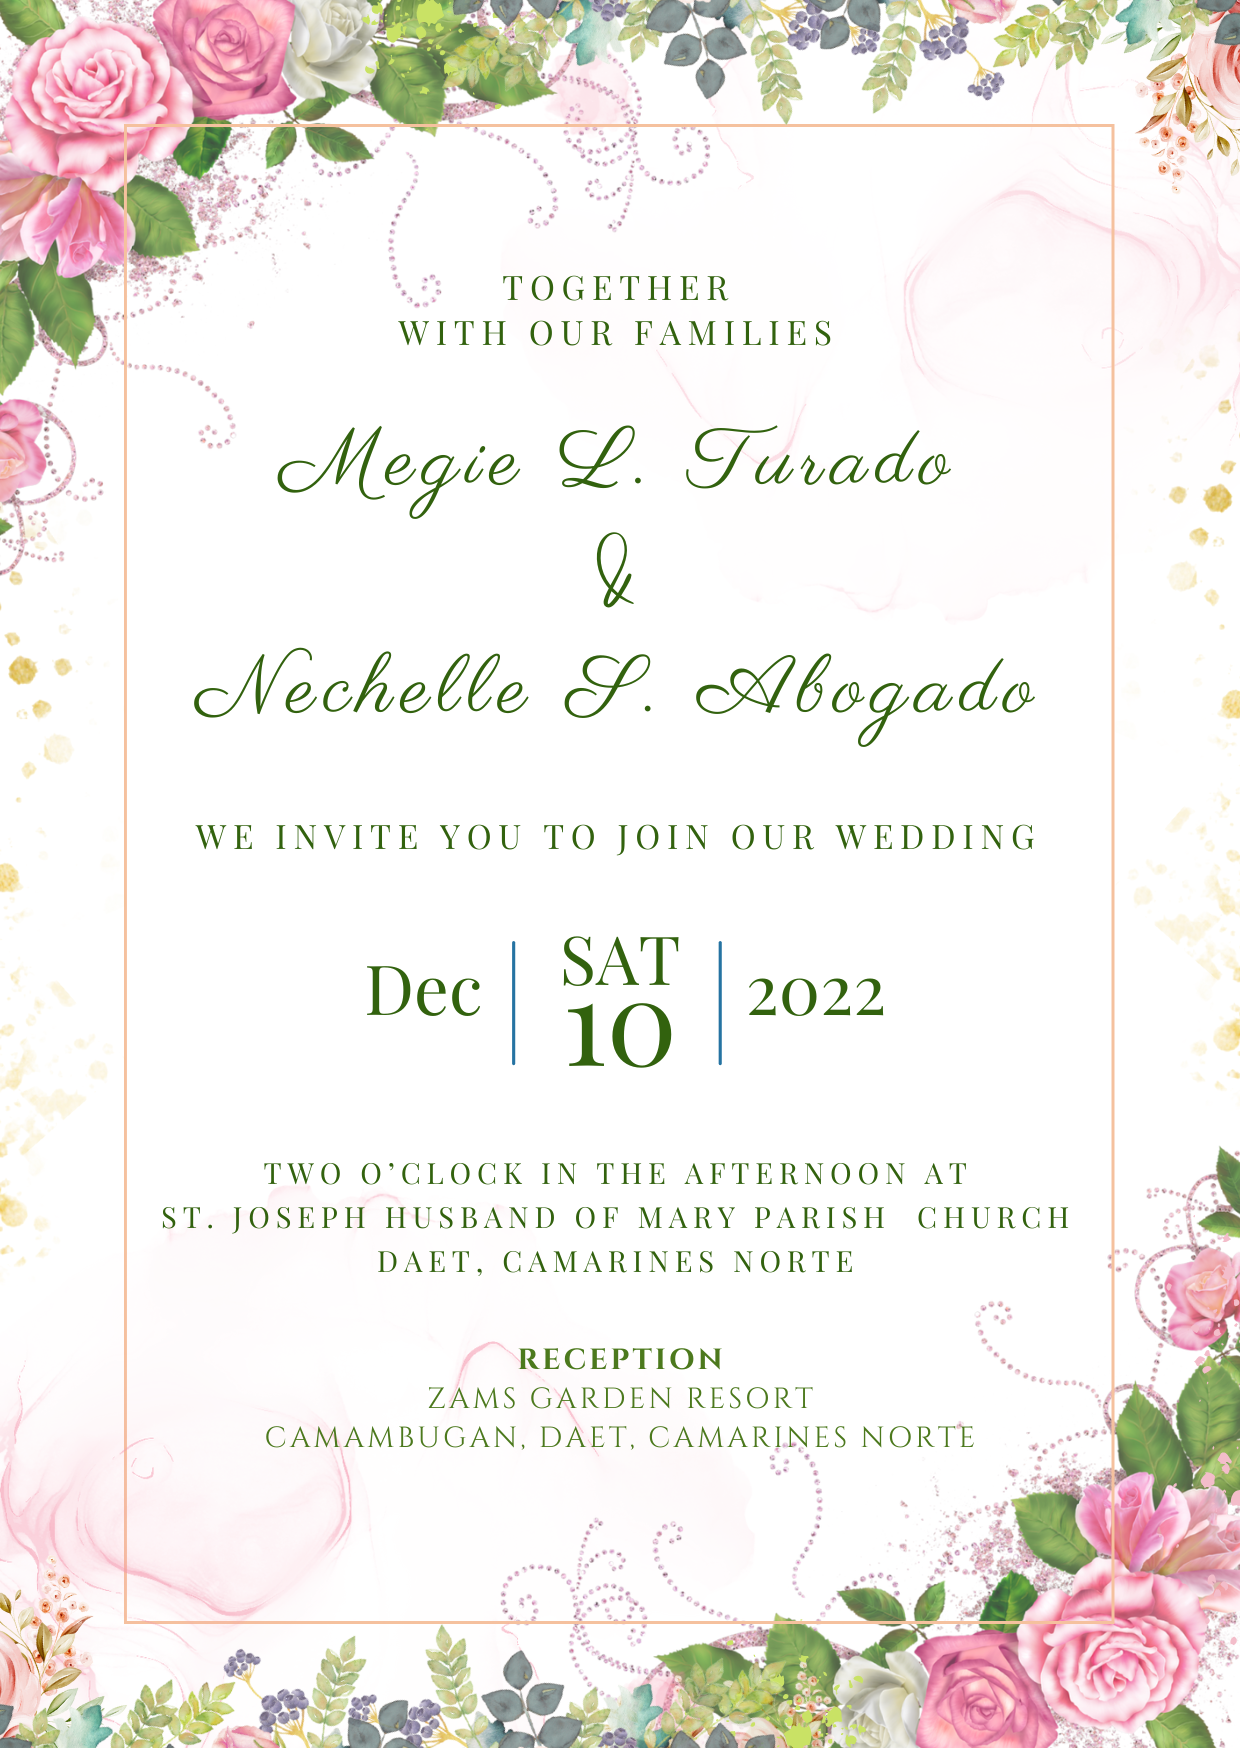 TOGETHER
WITH OUR FAMILIES
Megie L. Turado
&
Nechelle S. Abogado
WE INVITE YOU TO JOIN OUR WEDDING
Dec
SAT
10
2022
TWO O’CLOCK IN THE AFTERNOON AT
ST. JOSEPH HUSBAND OF MARY PARISH CHURCH
DAET, CAMARINES NORTE
RECEPTION
ZAMS GARDEN RESORT
CAMAMBUGAN, DAET, CAMARINES NORTE